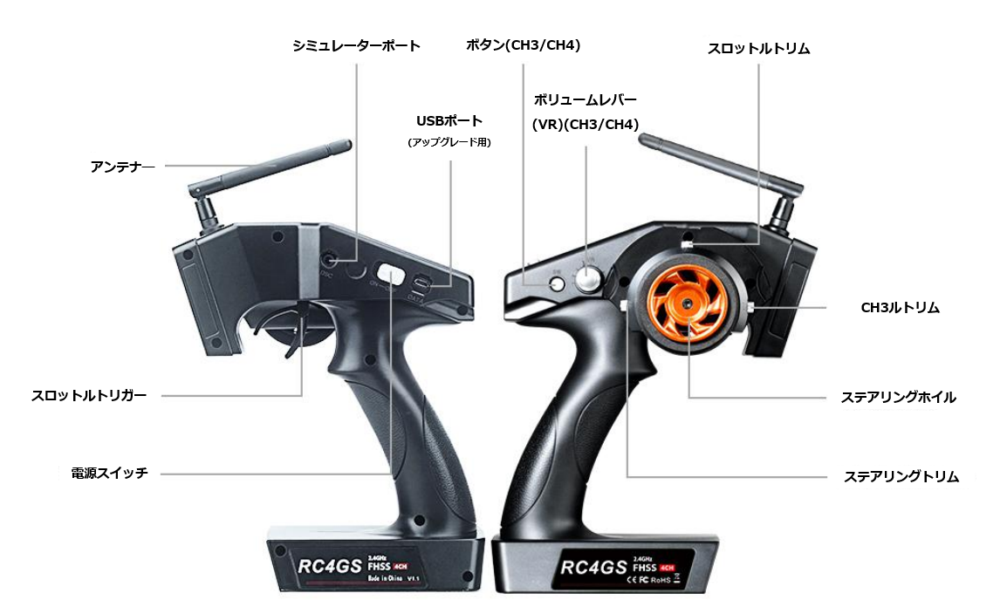 シミュレーターポート
ボタン(CH3/CH4)
スロットルトリム
ボリュームレバー
(VR)(CH3/CH4)
USBポート
(アップグレード用)
アンテナー
DSC
ON
OFF
DATA
CH3ルトリム
スロットルトリガー
ステアリングホイル
電源スイッチ
ステアリングトリム
RC4GS 2.4GHz
FHSS 4CH
Made in China V1.1
RC4GS 2.4GHz
FHSS 4CH
CE FC RoHS